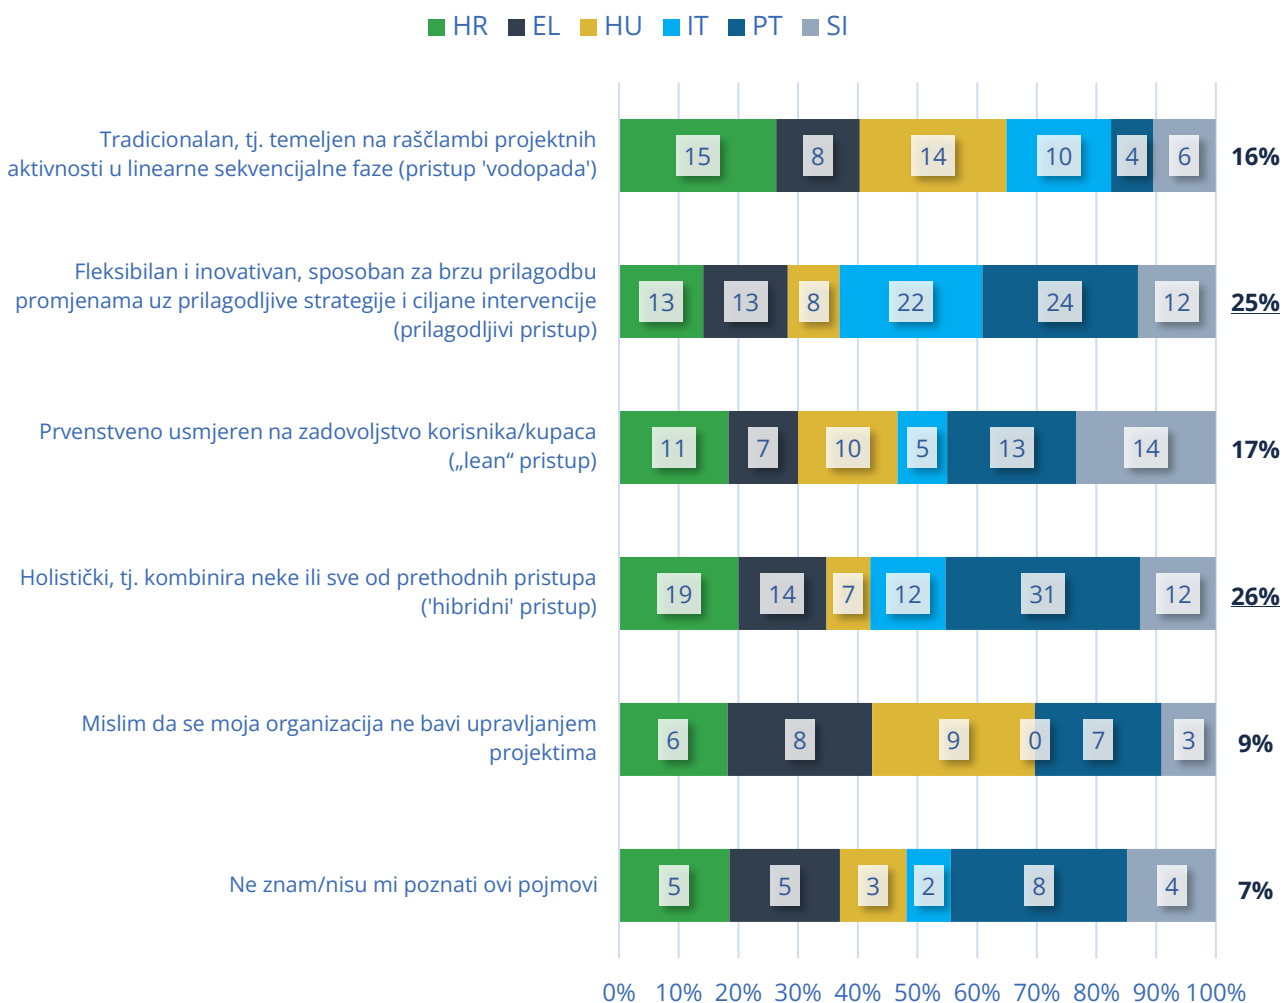 HR EL HU IT PT SI
Tradicionalan, tj. temeljen na raščlambi projektnih
aktivnosti u linearne sekvencijalne faze (pristup 'vodopada')
15 8 14 10 4 6 16%
Fleksibilan i inovativan, sposoban za brzu prilagodbu
promjenama uz prilagodljive strategije i ciljane intervencije
(prilagodljivi pristup)
13 13 8 22 24 12 25%
Prvenstveno usmjeren na zadovoljstvo korisnika/kupaca
(„lean“ pristup)
11 7 10 5 13 14 17%
Holistički, tj. kombinira neke ili sve od prethodnih pristupa
('hibridni' pristup)
19 14 7 12 31 12 26%
Mislim da se moja organizacija ne bavi upravljanjem
projektima
6 8 9 0 7 3 9%
Ne znam/nisu mi poznati ovi pojmovi
5 5 3 2 8 4 7%
0% 10% 20% 30% 40% 50% 60% 70% 80% 90% 100%